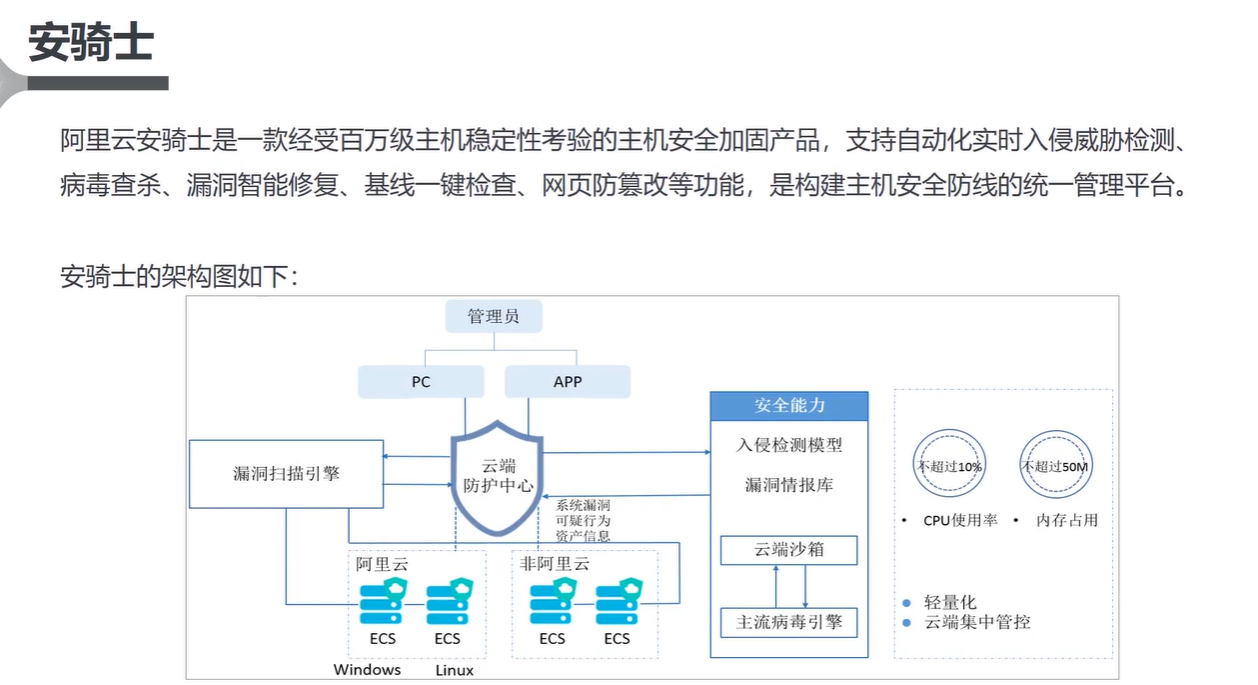 安骑士
阿里云安骑士是一款经受百万级主机稳定性考验的主机安全加固产品，支持自动化实时入侵威胁检测、
病毒查杀、漏洞智能修复、基线一键检查、网页防篡改等功能，是构建主机安全防线的统一管理平台。
安骑士的架构图如下：
管理员
PC
APP
漏洞扫描引擎
云端
防护中心
系统漏洞
可疑行为
资产信息
阿里云
ECS
ECS
Windows
Linux
非阿里云
ECS
ECS
安全能力
入侵检测模型
漏洞情报库
云端沙箱
主流病毒引擎
不超过10%
不超过50M
• CPU使用率
• 内存占用
● 轻量化
● 云端集中管控